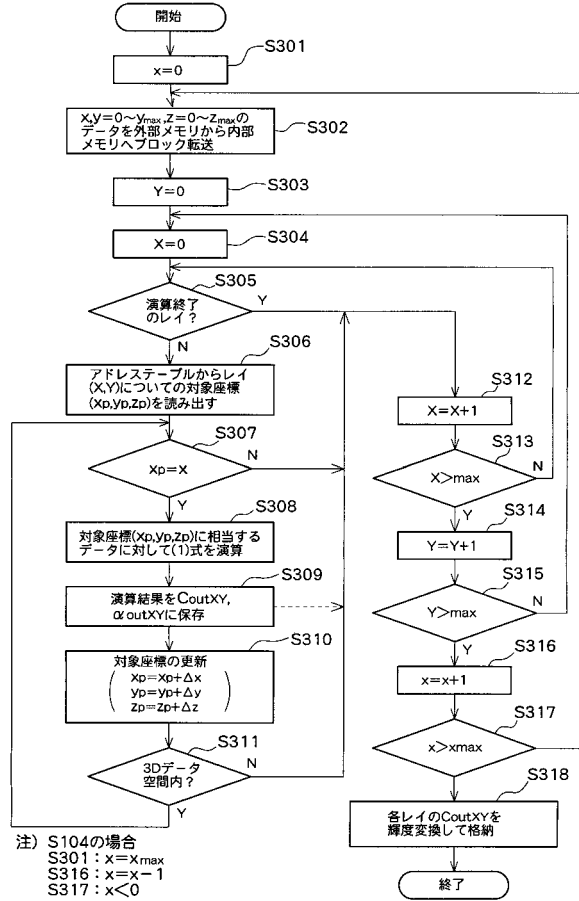 開始
S301
x=0
S302
x,y=0~ymax,z=0~zmaxの
データを外部メモリから内部
メモリへブロック転送
S303
Y=0
S304
X=0
S305
演算終了
のレイ?
Y
N
S306
アドレステーブルからレイ
(X,Y)についての対象座標
(xp,yp,zp)を読み出す
S307
xp=x
N
Y
S308
対象座標(xp,yp,zp)に相当する
データに対して(1)式を演算
S309
演算結果をCoutXY,
αoutXYに保存
S310
対象座標の更新
xp=xp+Δx
yp=yp+Δy
zp=zp+Δz
S311
3Dデータ
空間内?
N
Y
S312
X=X+1
S313
X>max
N
Y
S314
Y=Y+1
S315
Y>max
N
Y
S316
x=x+1
S317
x>xmax
S318
各レイのCoutXYを
輝度変換して格納
終了
注) S104の場合
S301:x=xmax
S316:x=x-1
S317:x<0